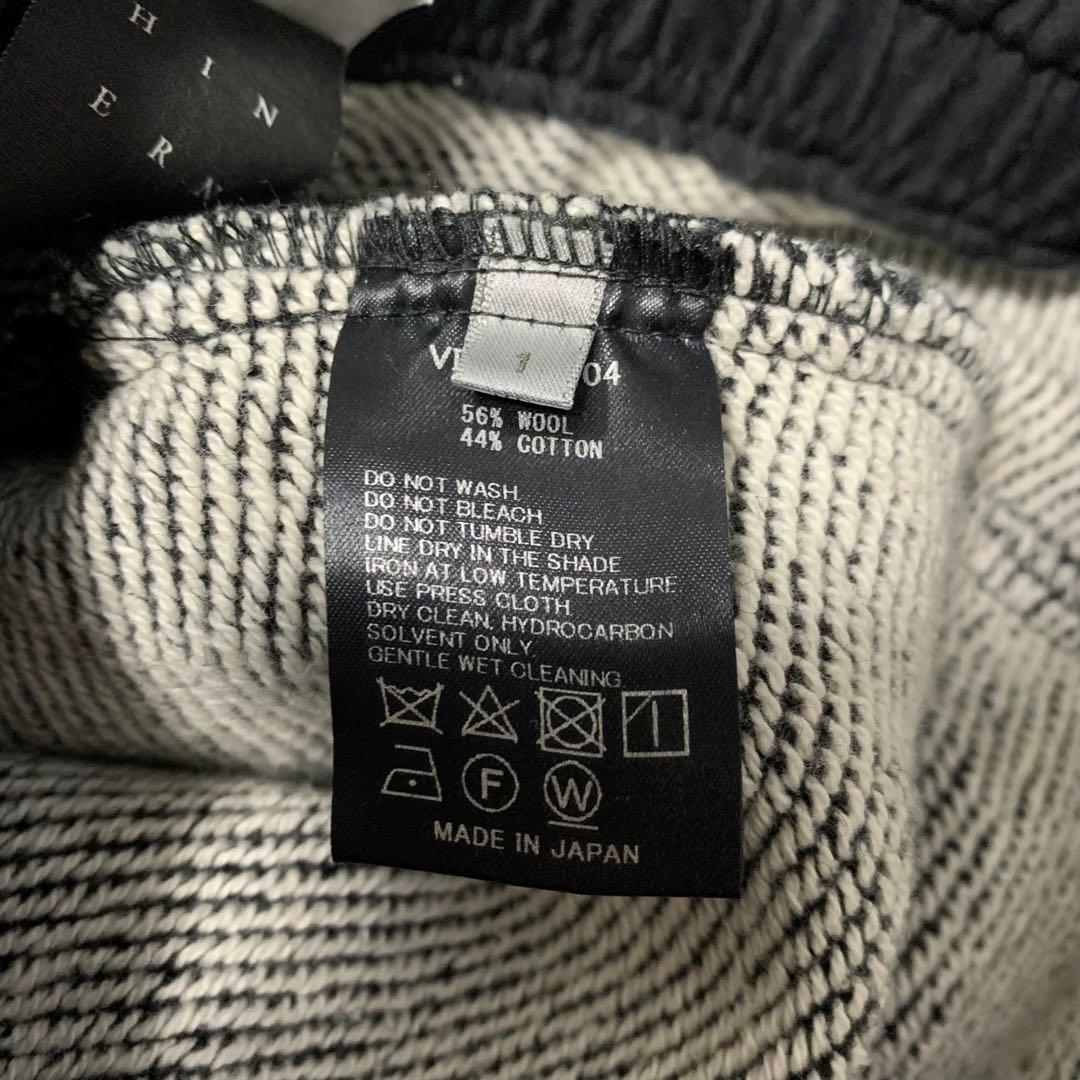 H
I
E N
R
1
04
56% WOOL
44% COTTON
DO NOT WASH
DO NOT BLEACH
DO NOT TUMBLE DRY
LINE DRY IN THE SHADE
IRON AT LOW TEMPERATURE
USE PRESS CLOTH
DRY CLEAN, HYDROCARBON
SOLVENT ONLY.
GENTLE WET CLEANING
F W
MADE IN JAPAN